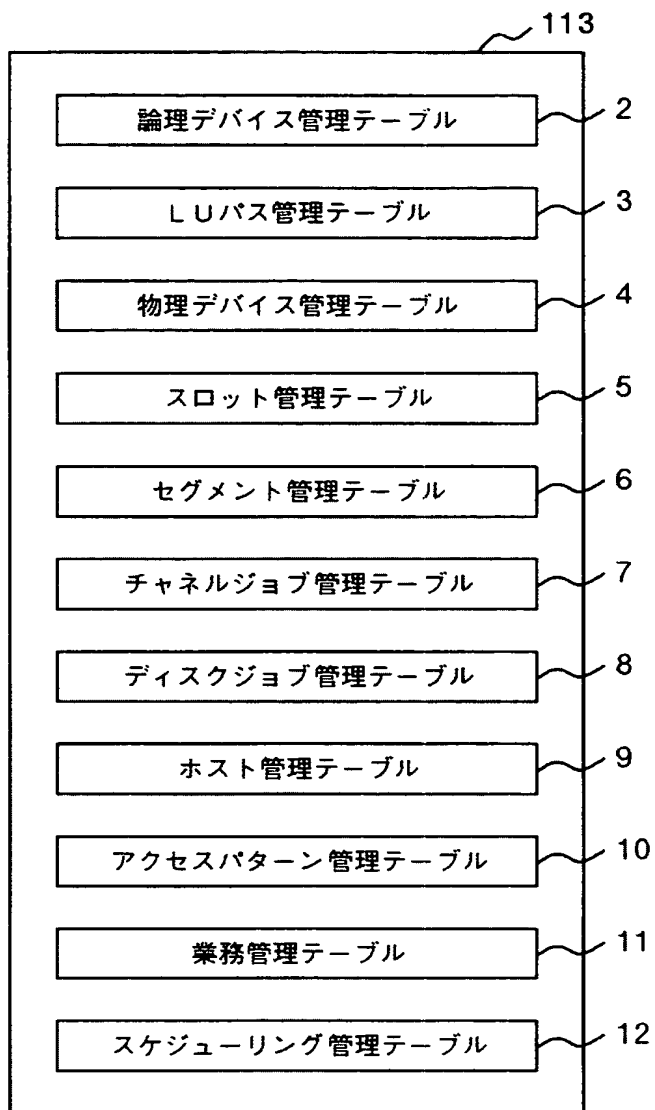 113
論理デバイス管理テーブル 2
LUパス管理テーブル 3
物理デバイス管理テーブル 4
スロット管理テーブル 5
セグメント管理テーブル 6
チャネルジョブ管理テーブル 7
ディスクジョブ管理テーブル 8
ホスト管理テーブル 9
アクセスパターン管理テーブル 10
業務管理テーブル 11
スケジューリング管理テーブル 12